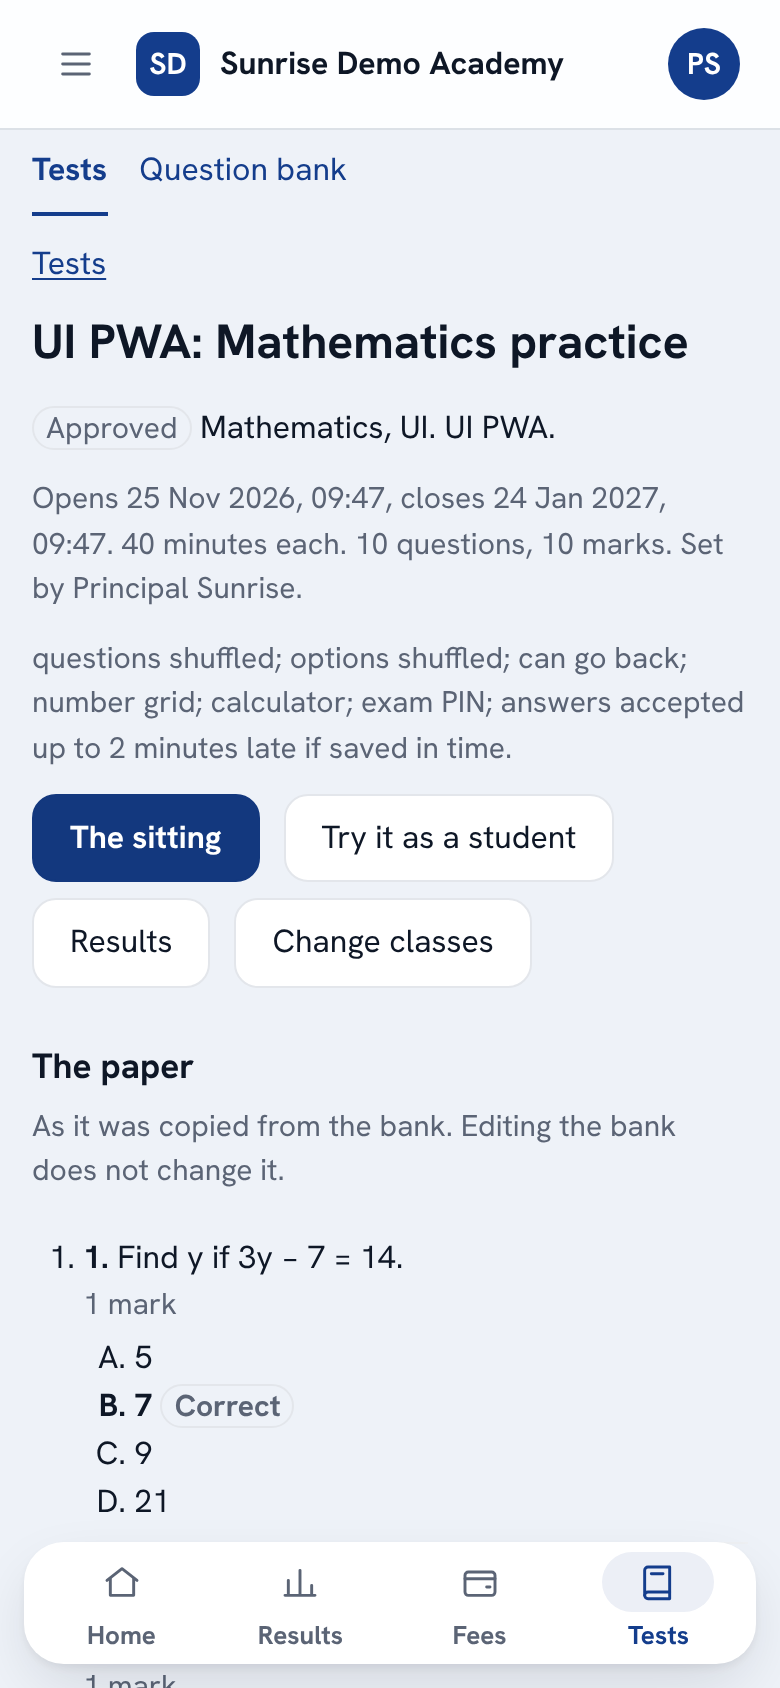 SD Sunrise Demo Academy PS
Tests Question bank
Tests
UI PWA: Mathematics practice
Approved Mathematics, UI. UI PWA.
Opens 25 Nov 2026, 09:47, closes 24 Jan 2027,
09:47. 40 minutes each. 10 questions, 10 marks. Set
by Principal Sunrise.
questions shuffled; options shuffled; can go back;
number grid; calculator; exam PIN; answers accepted
up to 2 minutes late if saved in time.
The sitting Try it as a student
Results Change classes
The paper
As it was copied from the bank. Editing the bank
does not change it.
1. 1. Find y if 3y − 7 = 14.
1 mark
A. 5
B. 7 Correct
C. 9
D. 21
Home Results Fees Tests
1 mark